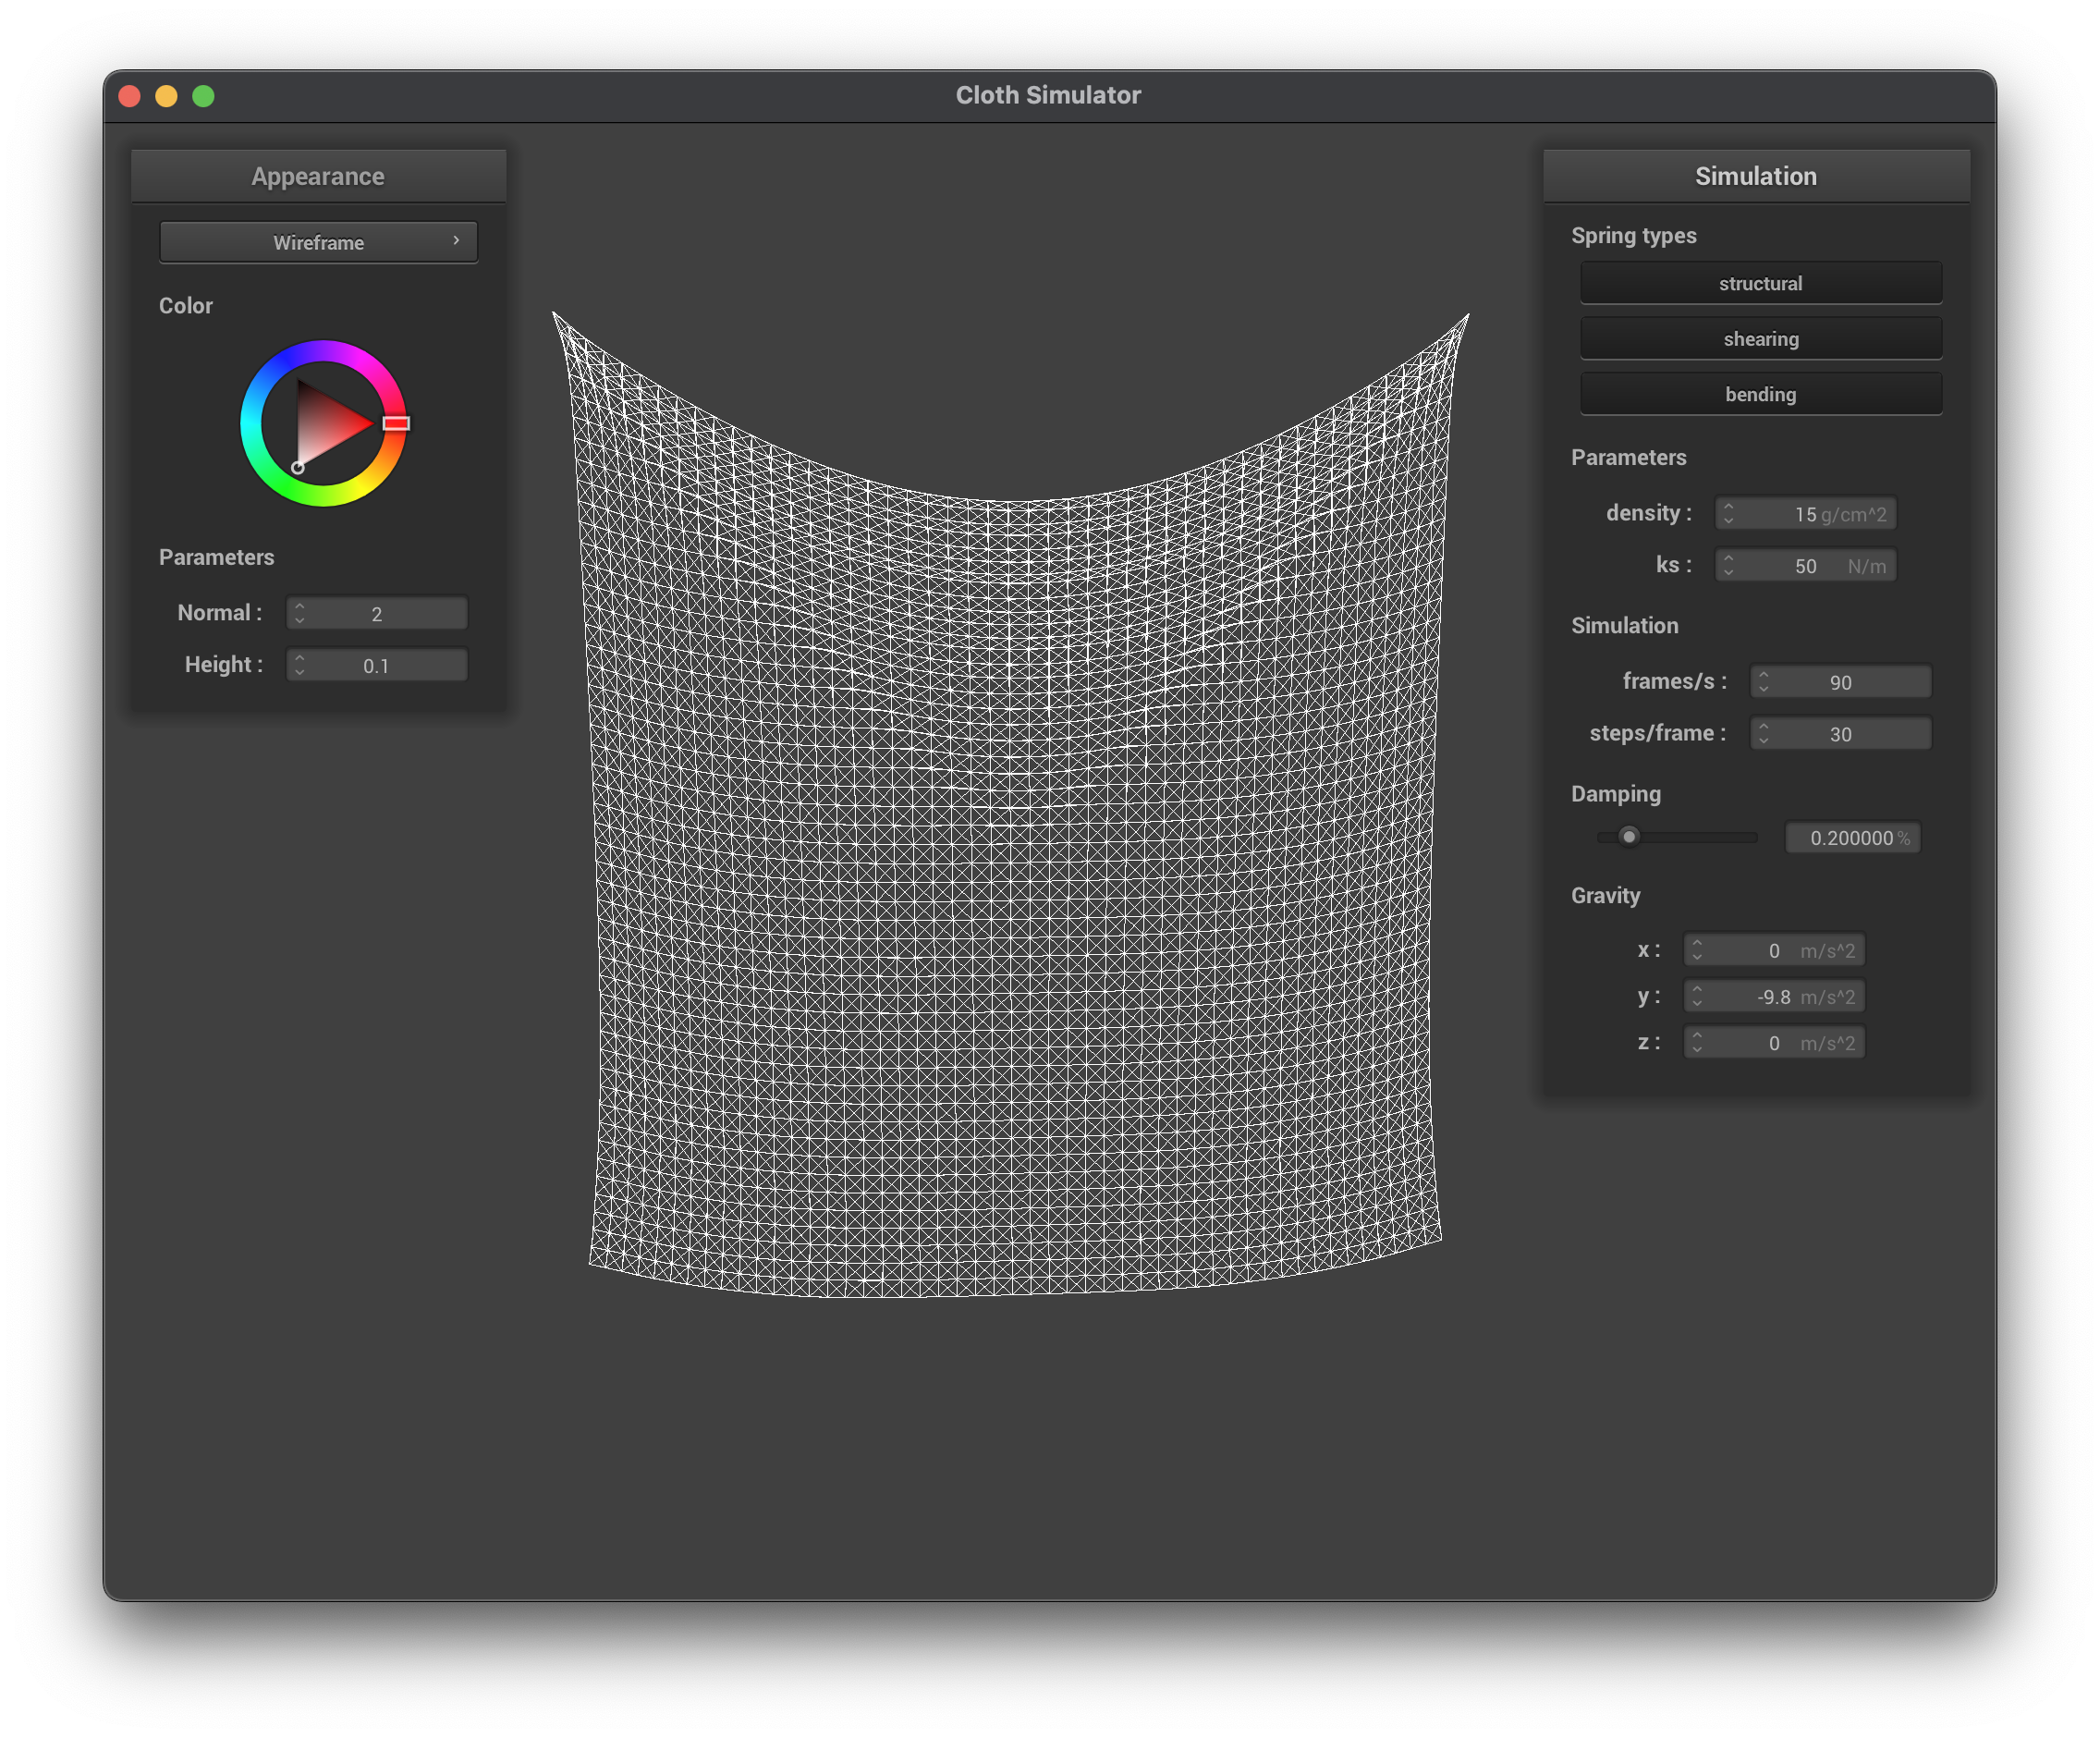 Cloth Simulator
Appearance
Wireframe
Color
Parameters
Normal : 2
Height : 0.1
Simulation
Spring types
structural
shearing
bending
Parameters
density : 15 g/cm^2
ks : 50 N/m
Simulation
frames/s : 90
steps/frame : 30
Damping
0.200000 %
Gravity
x : 0 m/s^2
y : -9.8 m/s^2
z : 0 m/s^2